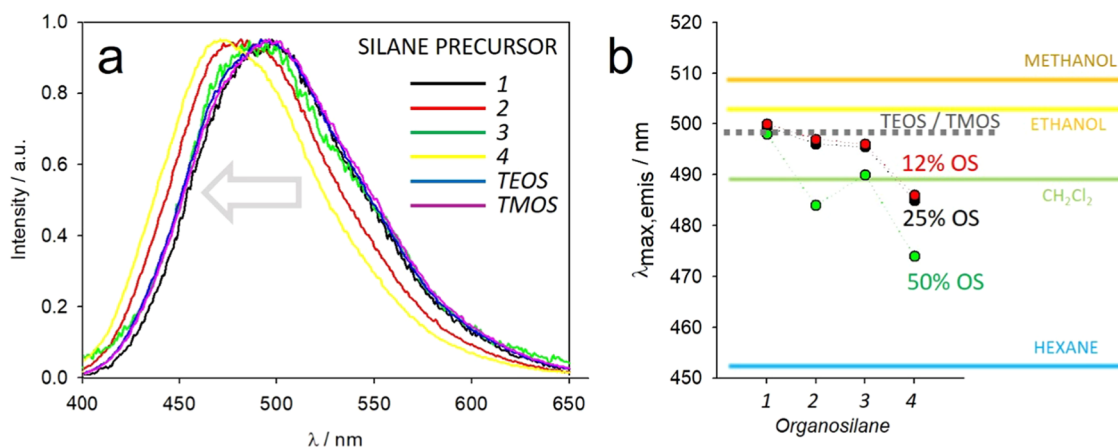 a
SILANE PRECURSOR
1
2
3
4
TEOS
TMOS
Intensity / a.u.
1.0
0.8
0.6
0.4
0.2
0.0
400
450
500
550
600
650
λ / nm
b
λmax,emis / nm
520
510
500
490
480
470
460
450
METHANOL
TEOS / TMOS
ETHANOL
12% OS
CH₂Cl₂
25% OS
50% OS
HEXANE
1
2
3
4
Organosilane